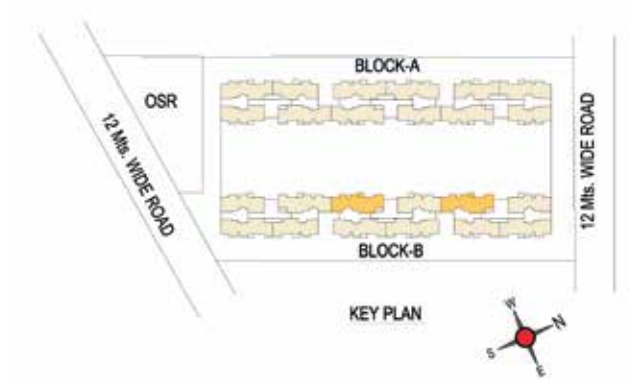 BLOCK-A
OSR
12 Mts. WIDE ROAD
12 Mts. WIDE ROAD
BLOCK-B
KEY PLAN
W
N
S
E